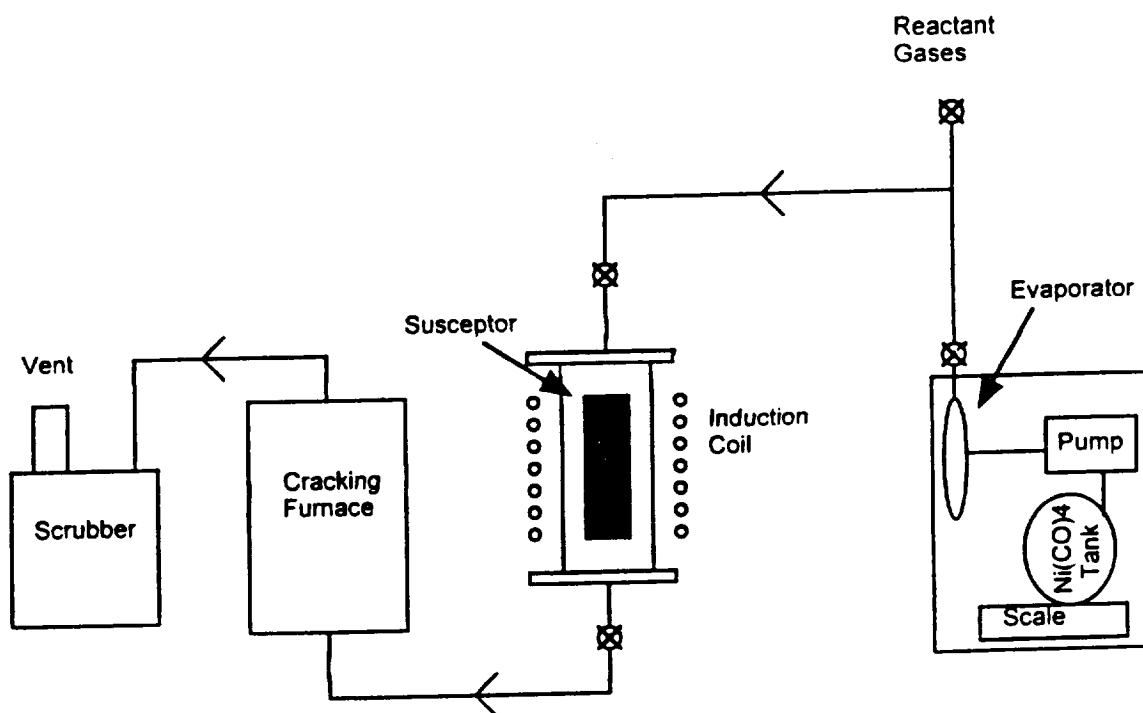 Reactant
Gases
Evaporator
Susceptor
Vent
Induction
Coil
Pump
Cracking
Furnace
Scrubber
Ni(CO)4
Tank
Scale